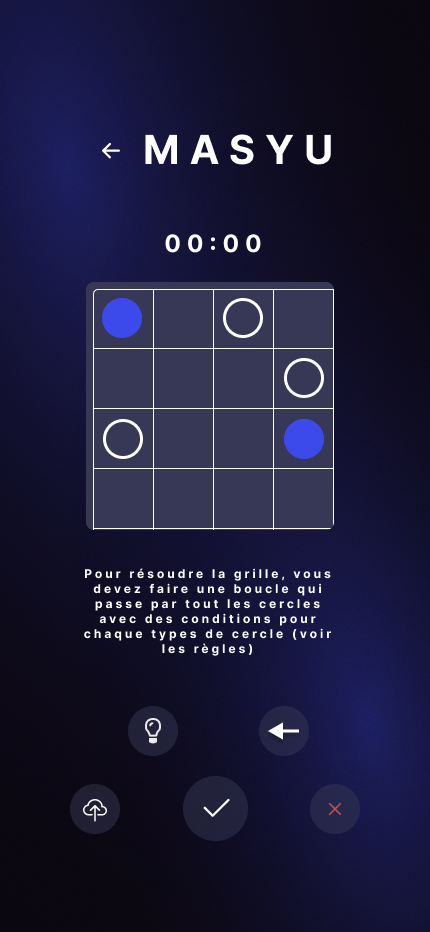 MASYU
00:00
Pour résoudre la grille, vous
devez faire une boucle qui
passe par tout les cercles
avec des conditions pour
chaque types de cercle (voir
les règles)